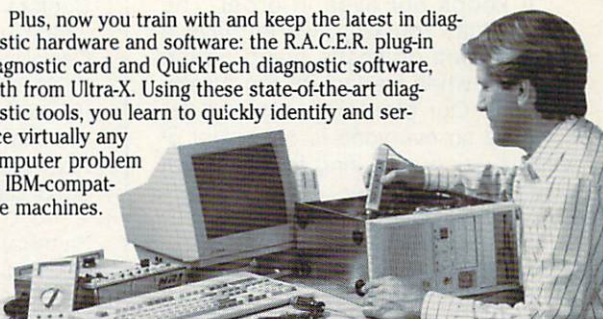 Plus, now you train with and keep the latest in diag-
stic hardware and software: the R.A.C.E.R. plug-in
agnostic card and QuickTech diagnostic software,
th from Ultra-X. Using these state-of-the-art diag-
stic tools, you learn to quickly identify and ser-
ce virtually any
mputer problem
IBM-compat-
e machines.